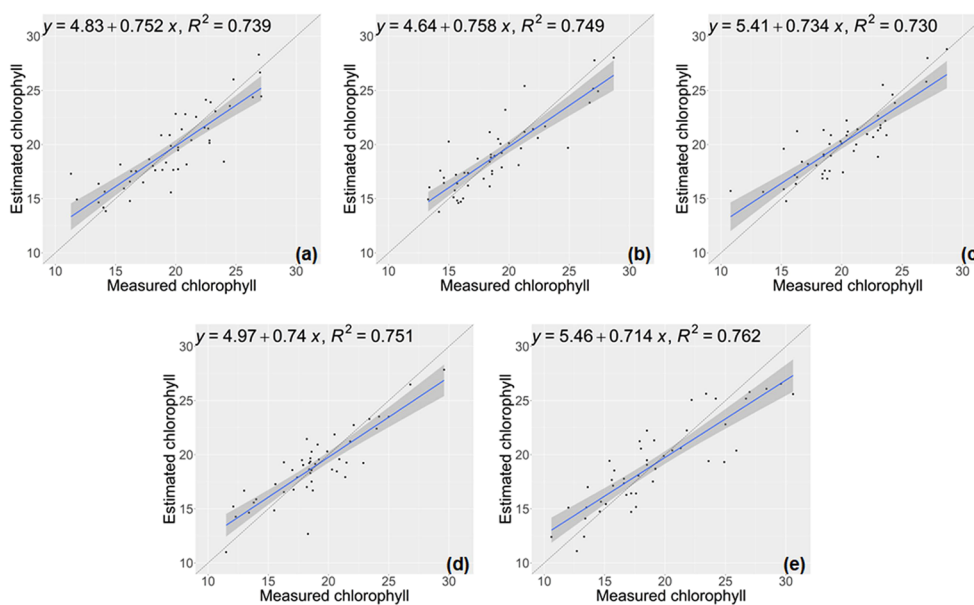 y = 4.83 + 0.752 x, R² = 0.739
Estimated chlorophyll
30
25
20
15
10
10 15 20 25 30
(a)
Measured chlorophyll
y = 4.64 + 0.758 x, R² = 0.749
Estimated chlorophyll
30
25
20
15
10
10 15 20 25 30
(b)
Measured chlorophyll
y = 5.41 + 0.734 x, R² = 0.730
Estimated chlorophyll
30
25
20
15
10
10 15 20 25 30
(c
Measured chlorophyll
y = 4.97 + 0.74 x, R² = 0.751
Estimated chlorophyll
30
25
20
15
10
10 15 20 25 30
(d)
Measured chlorophyll
y = 5.46 + 0.714 x, R² = 0.762
Estimated chlorophyll
30
25
20
15
10
10 15 20 25 30
(e)
Measured chlorophyll